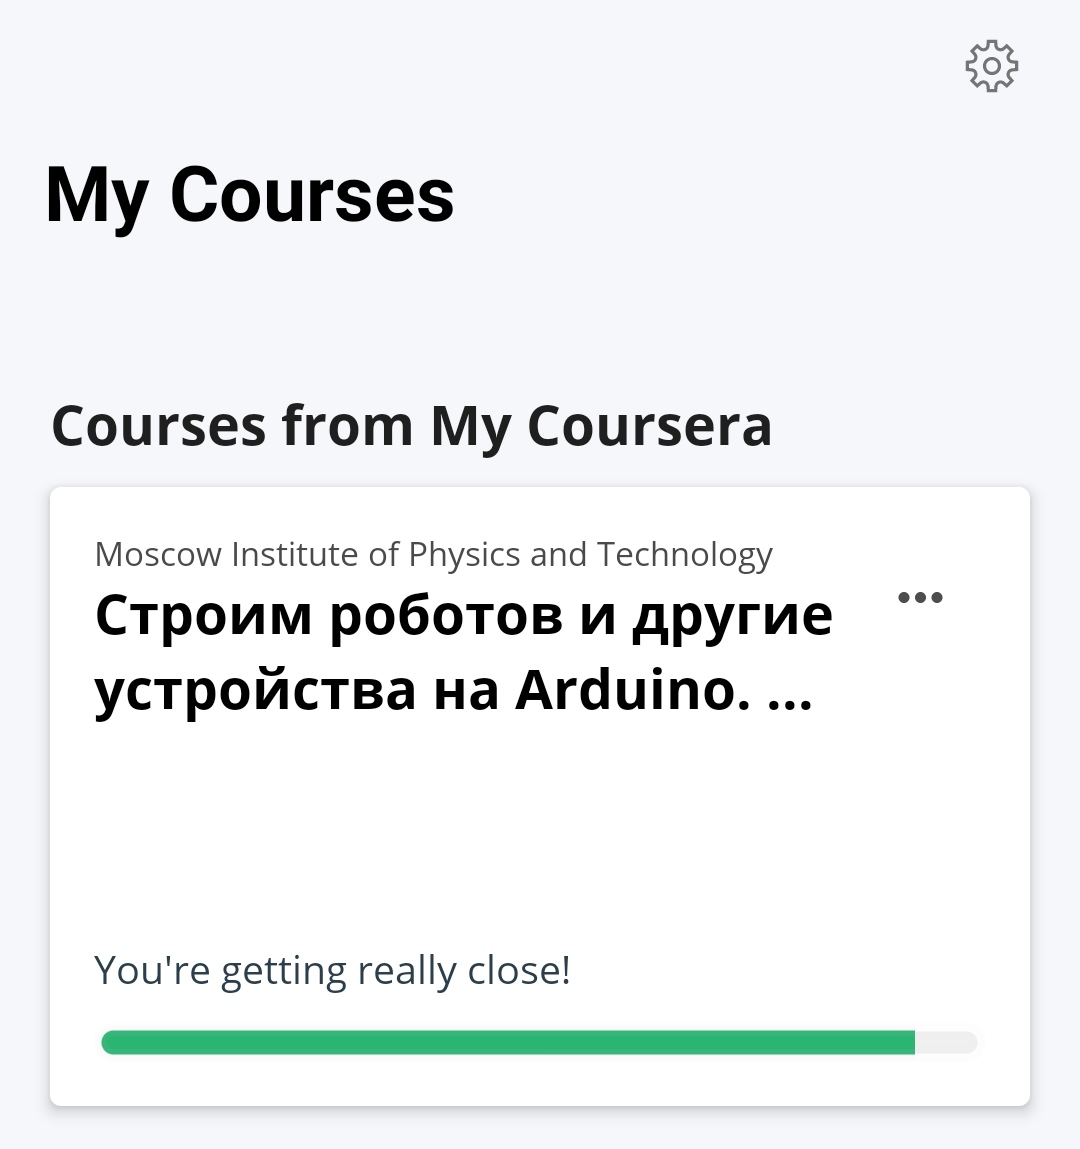 My Courses
Courses from My Coursera
Moscow Institute of Physics and Technology
Строим роботов и другие
устройства на Arduino. ...
You're getting really close!